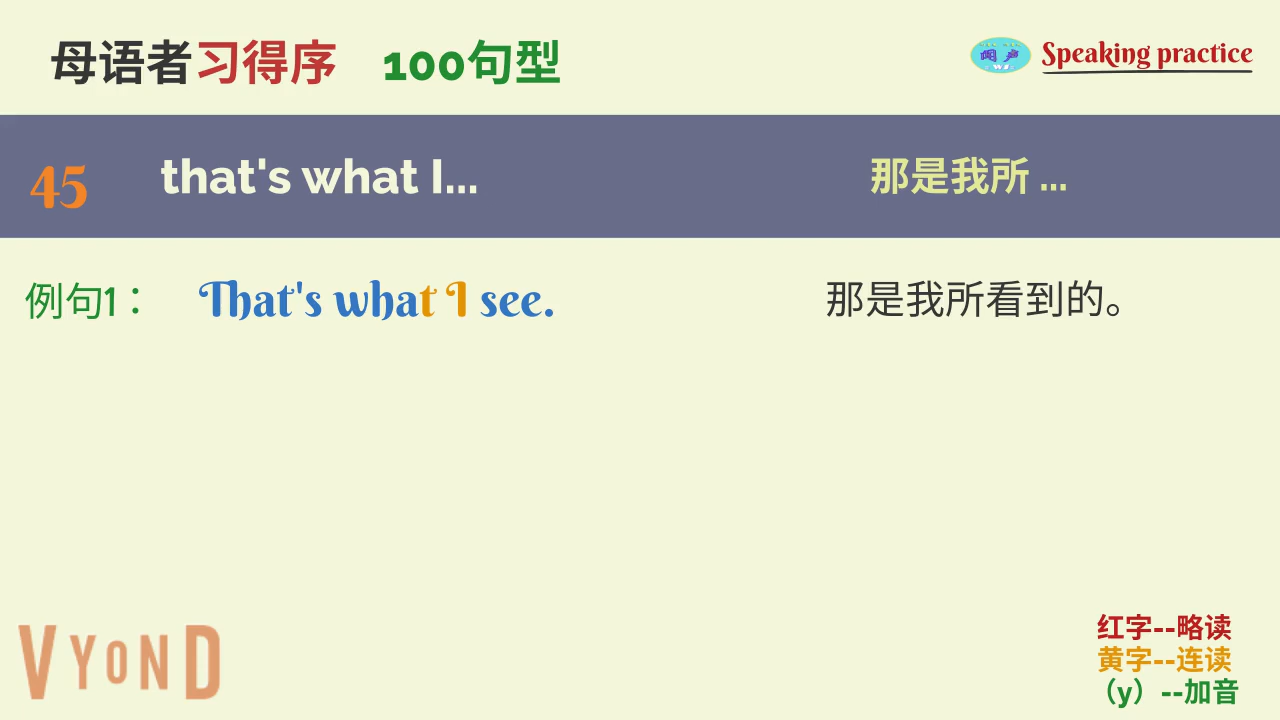 母语者习得序 100句型
Speaking practice
45 that's what I... 那是我所 ...
例句1： That's what I see. 那是我所看到的。
VYOND
红字--略读
黄字--连读
（y）--加音